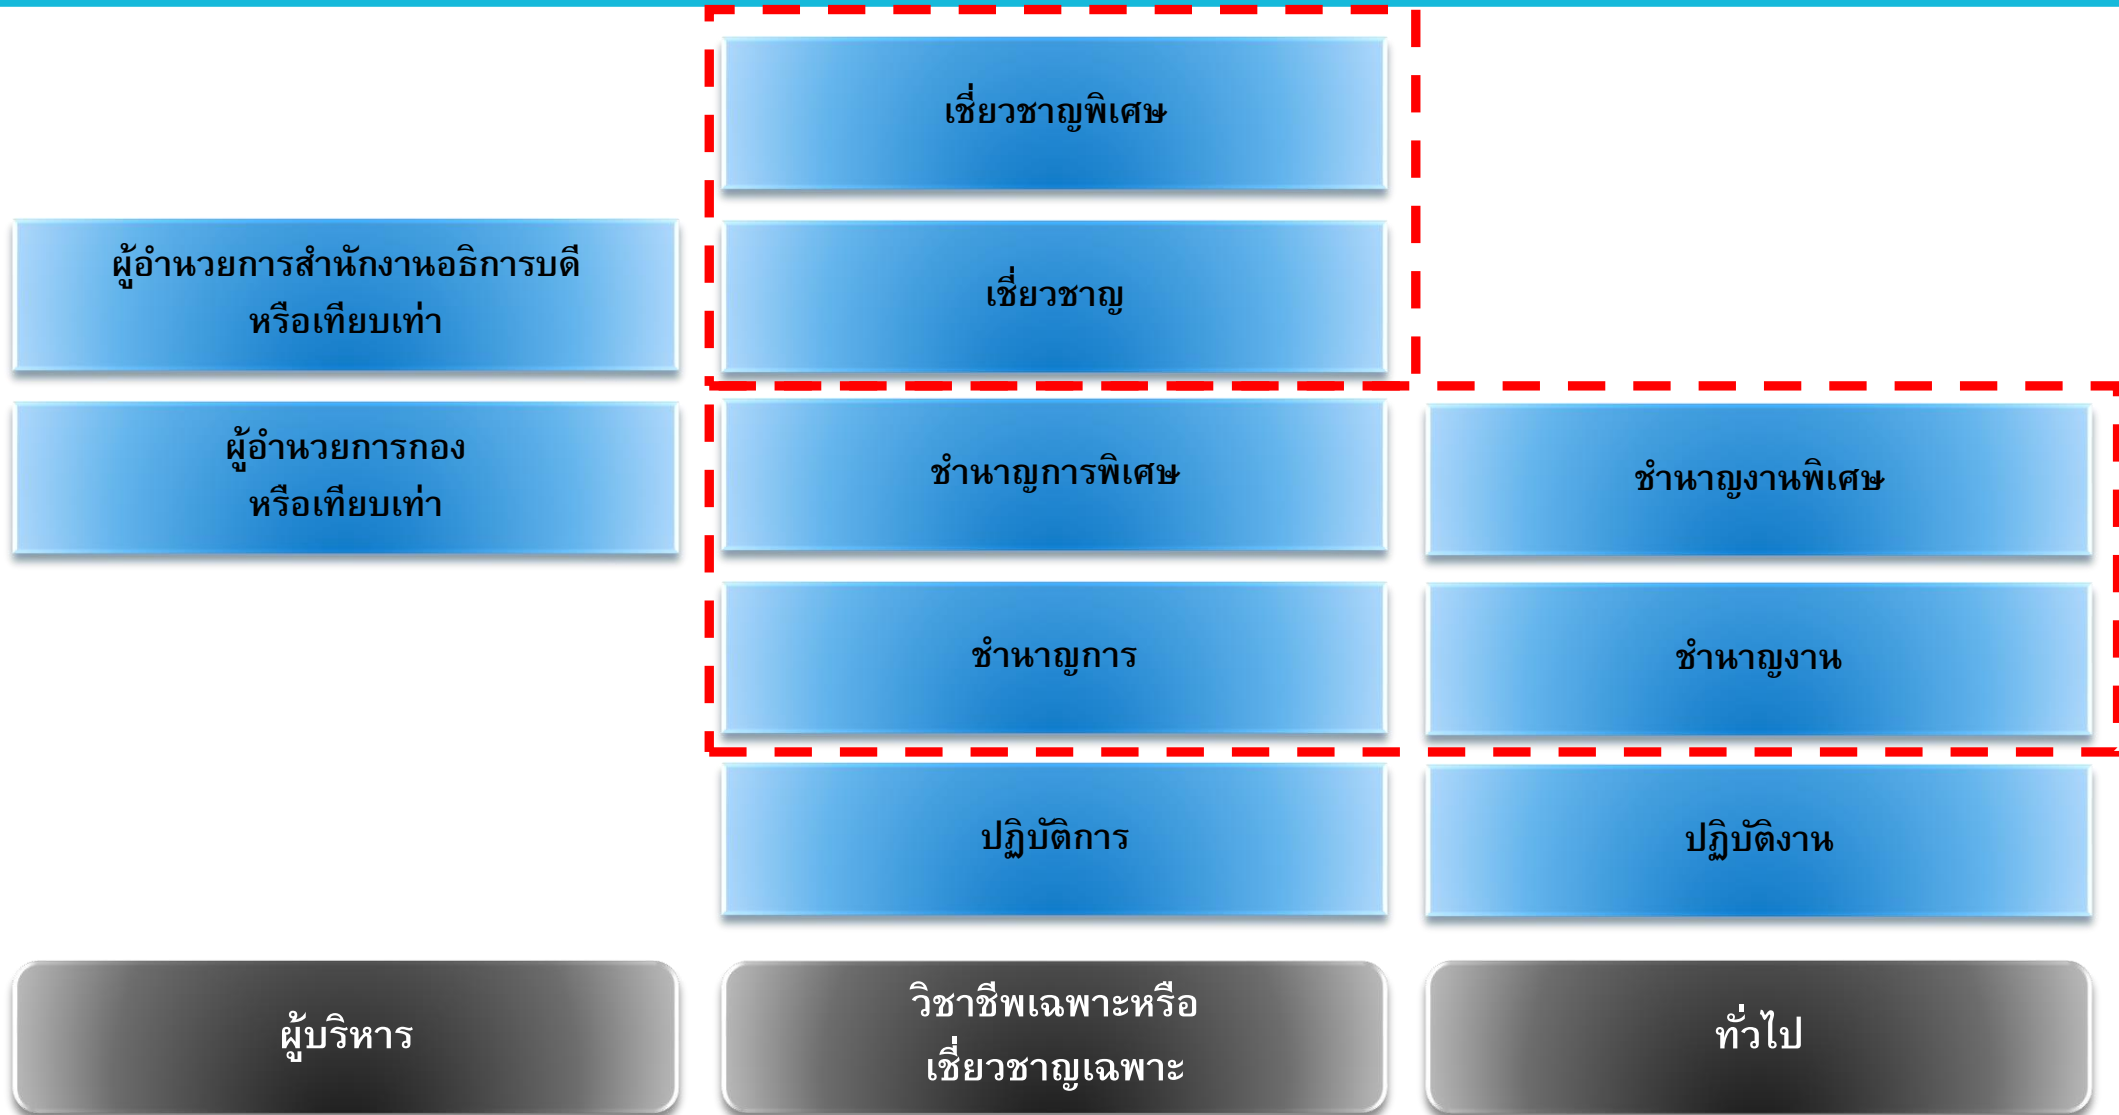 เชี่ยวชาญพิเศษ
ผู้อำนวยการสำนักงานอธิการบดี
หรือเทียบเท่า
เชี่ยวชาญ
ผู้อำนวยการกอง
หรือเทียบเท่า
ชำนาญการพิเศษ
ชำนาญงานพิเศษ
ชำนาญการ
ชำนาญงาน
ปฏิบัติการ
ปฏิบัติงาน
ผู้บริหาร
วิชาชีพเฉพาะหรือ
เชี่ยวชาญเฉพาะ
ทั่วไป